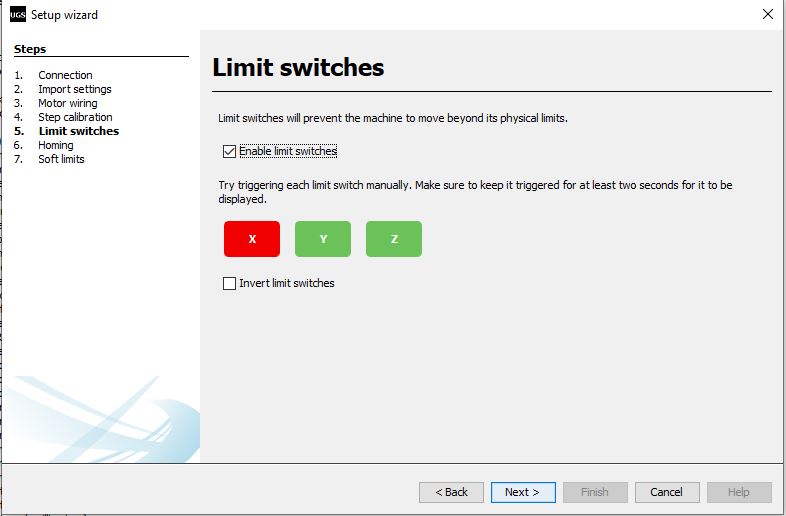 UGS Setup wizard
Steps
1. Connection
2. Import settings
3. Motor wiring
4. Step calibration
5. Limit switches
6. Homing
7. Soft limits
Limit switches
Limit switches will prevent the machine to move beyond its physical limits.
Enable limit switches
Try triggering each limit switch manually. Make sure to keep it triggered for at least two seconds for it to be
displayed.
X Y Z
Invert limit switches
< Back Next > Finish Cancel Help